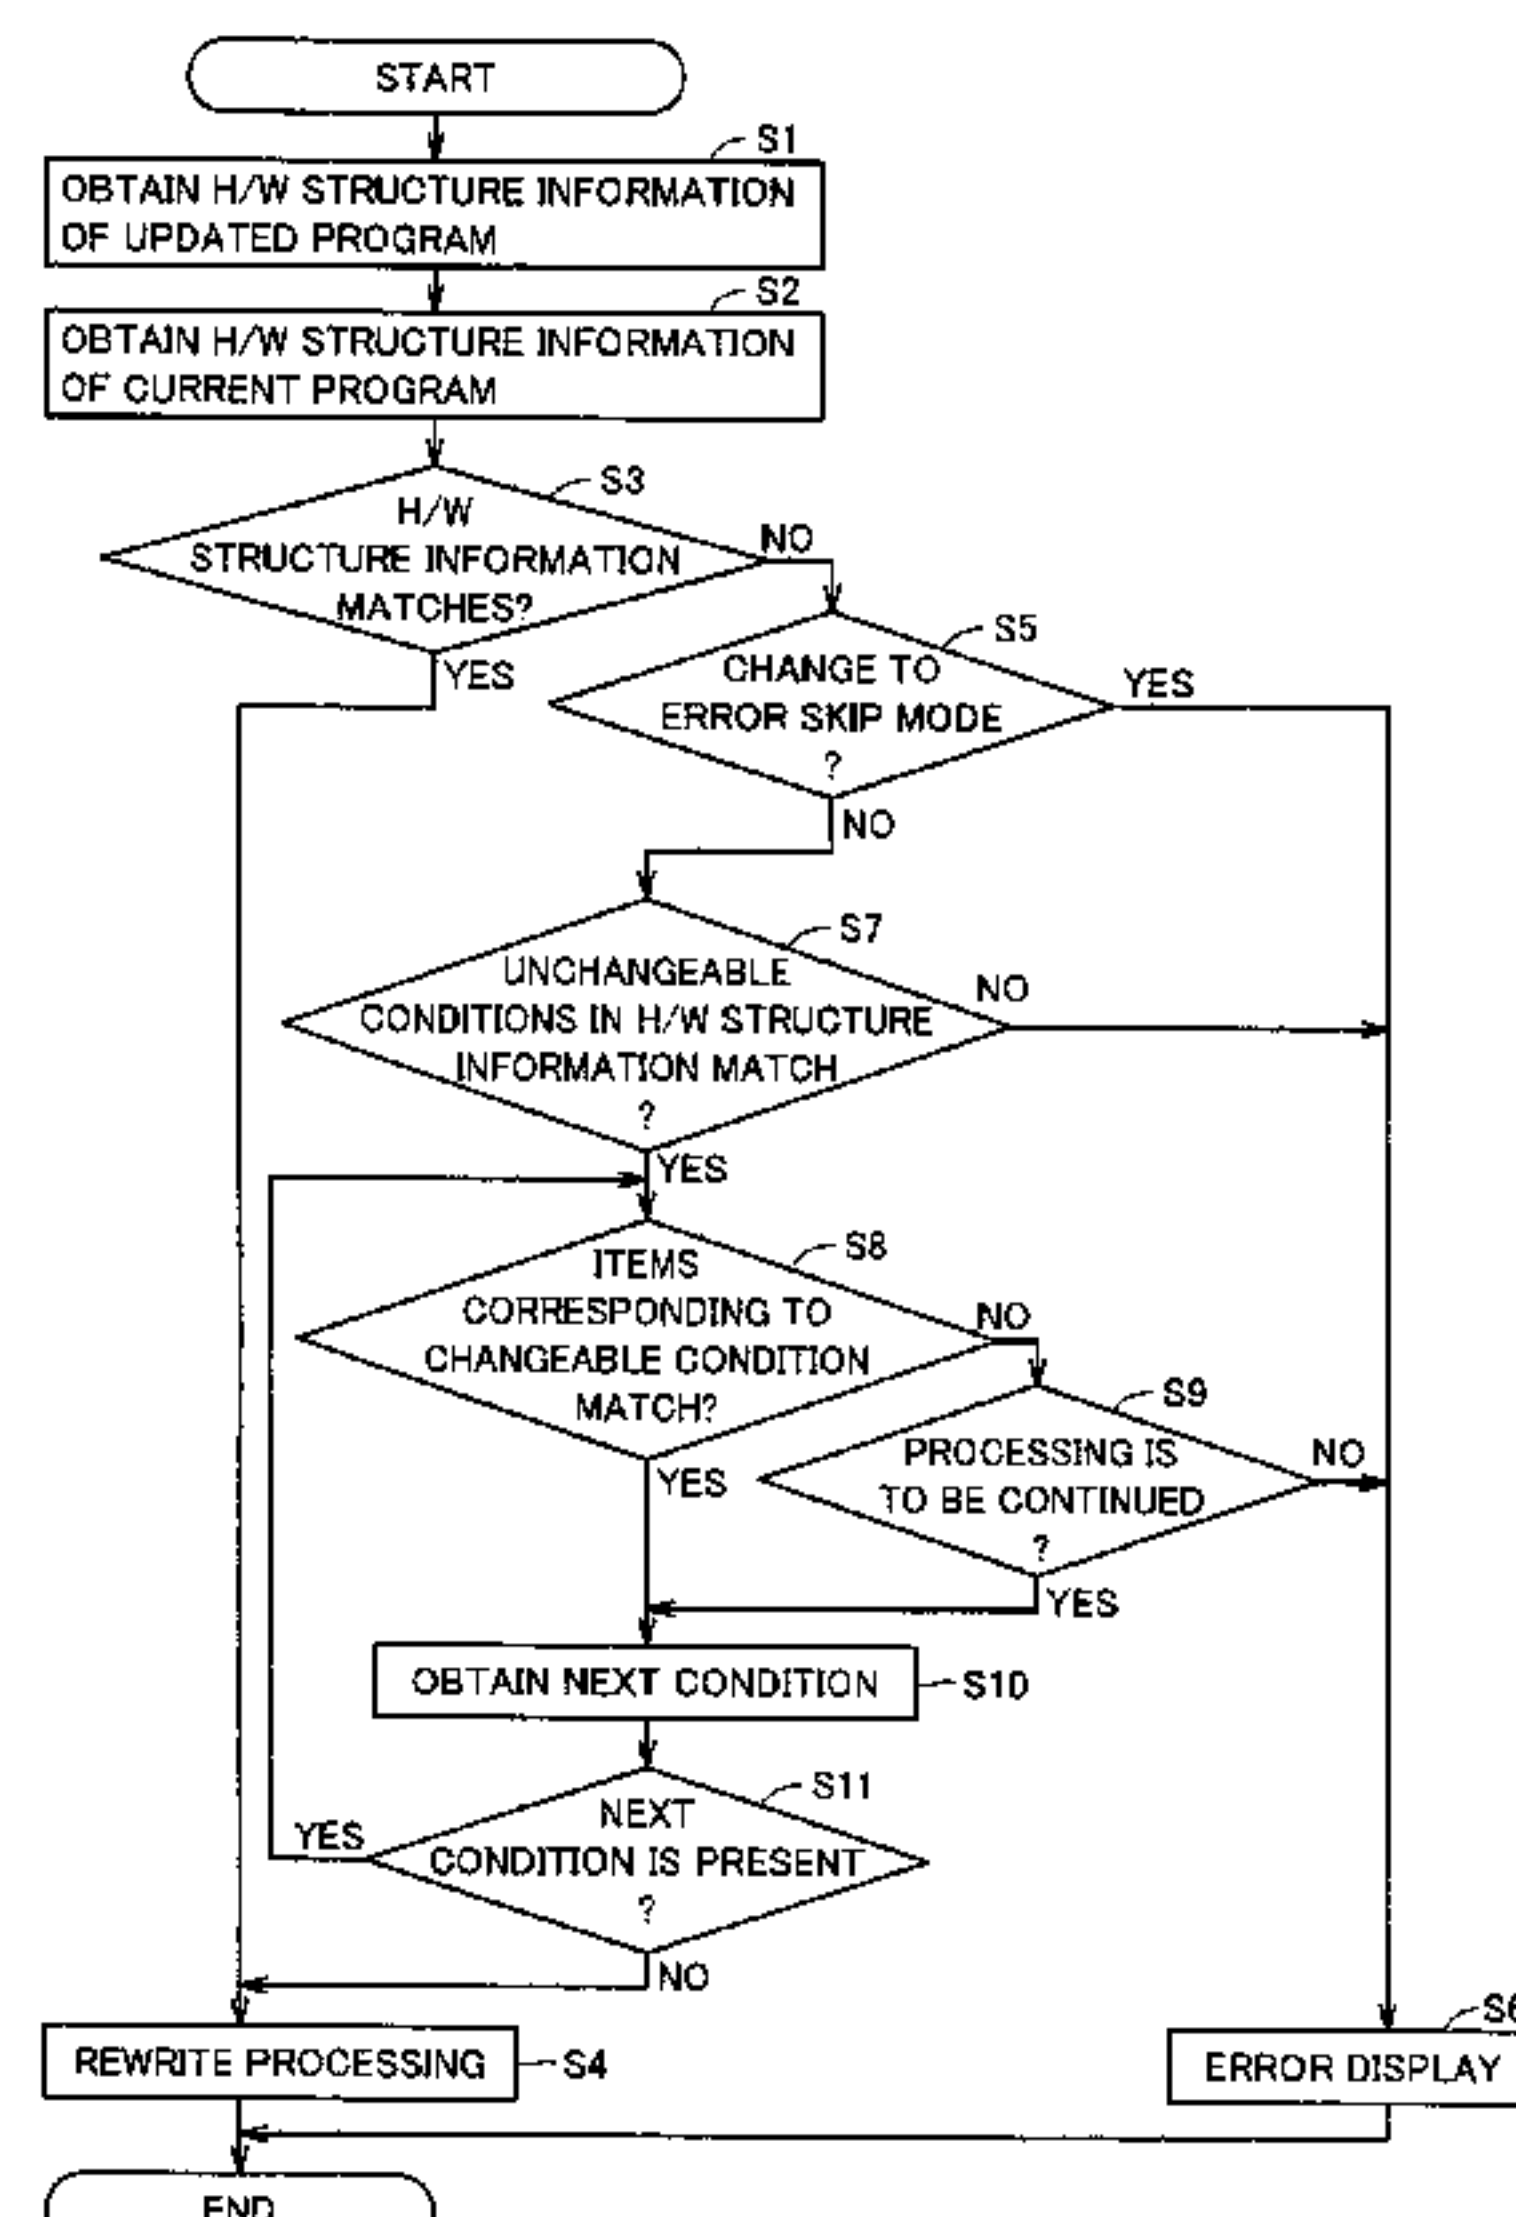 START
S1
OBTAIN H/W STRUCTURE INFORMATION
OF UPDATED PROGRAM
S2
OBTAIN H/W STRUCTURE INFORMATION
OF CURRENT PROGRAM
S3
H/W
STRUCTURE INFORMATION
MATCHES?
NO
YES
S5
CHANGE TO
ERROR SKIP MODE
?
YES
NO
S7
UNCHANGEABLE
CONDITIONS IN H/W STRUCTURE
INFORMATION MATCH
?
NO
YES
S8
ITEMS
CORRESPONDING TO
CHANGEABLE CONDITION
MATCH?
NO
YES
S9
PROCESSING IS
TO BE CONTINUED
?
NO
YES
OBTAIN NEXT CONDITION
S10
S11
NEXT
CONDITION IS PRESENT
?
YES
NO
REWRITE PROCESSING
S4
S6
ERROR DISPLAY
END